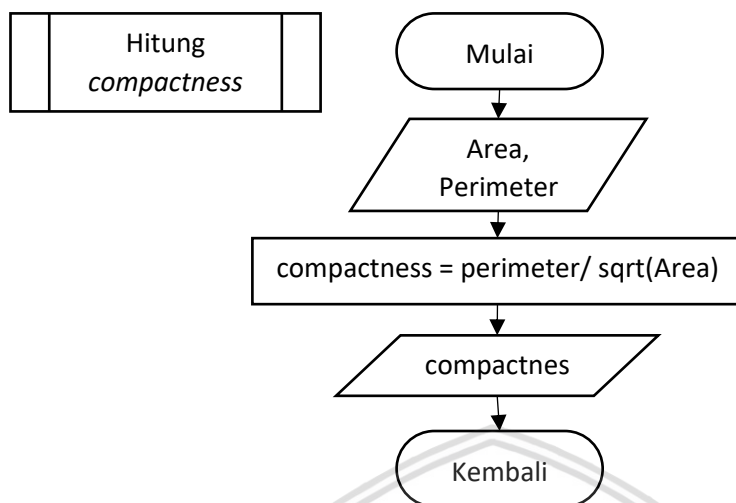 Hitung
compactness
Mulai
Area,
Perimeter
compactness = perimeter/ sqrt(Area)
compactnes
Kembali